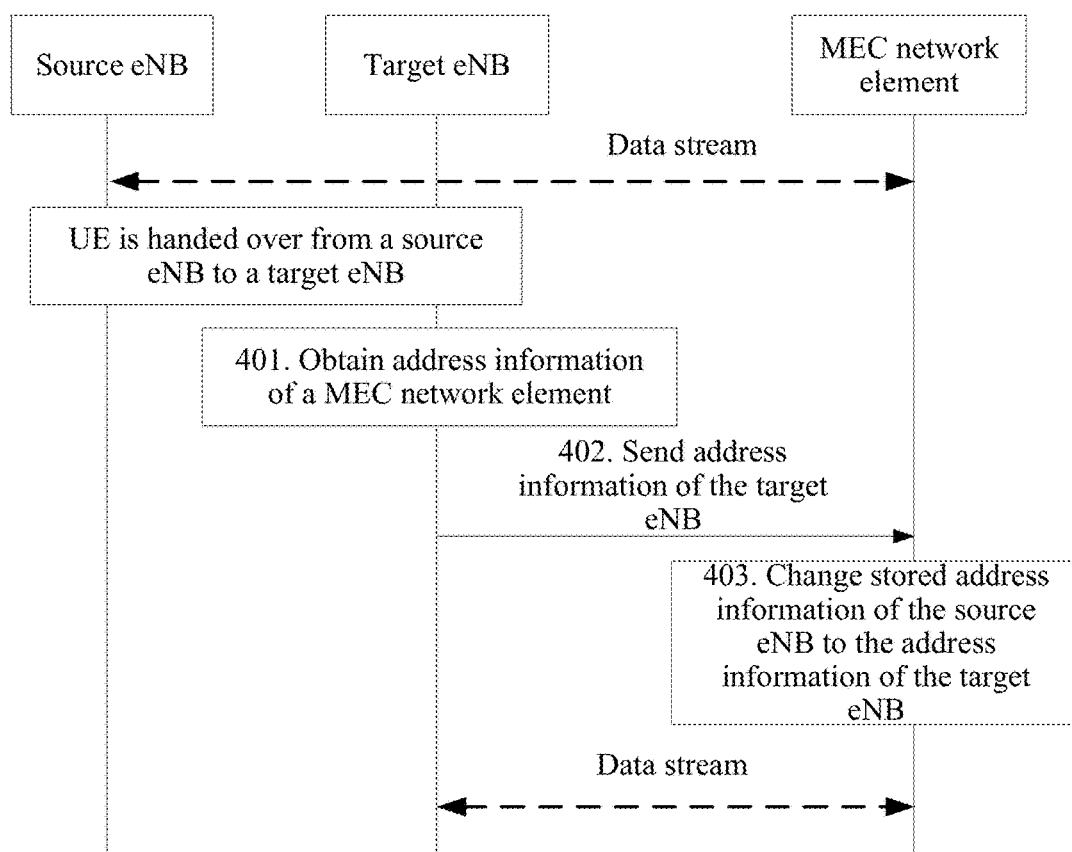 Source eNB
Target eNB
MEC network
element
Data stream
UE is handed over from a source
eNB to a target eNB
401. Obtain address information
of a MEC network element
402. Send address
information of the target
eNB
403. Change stored address
information of the source
eNB to the address
information of the target
eNB
Data stream